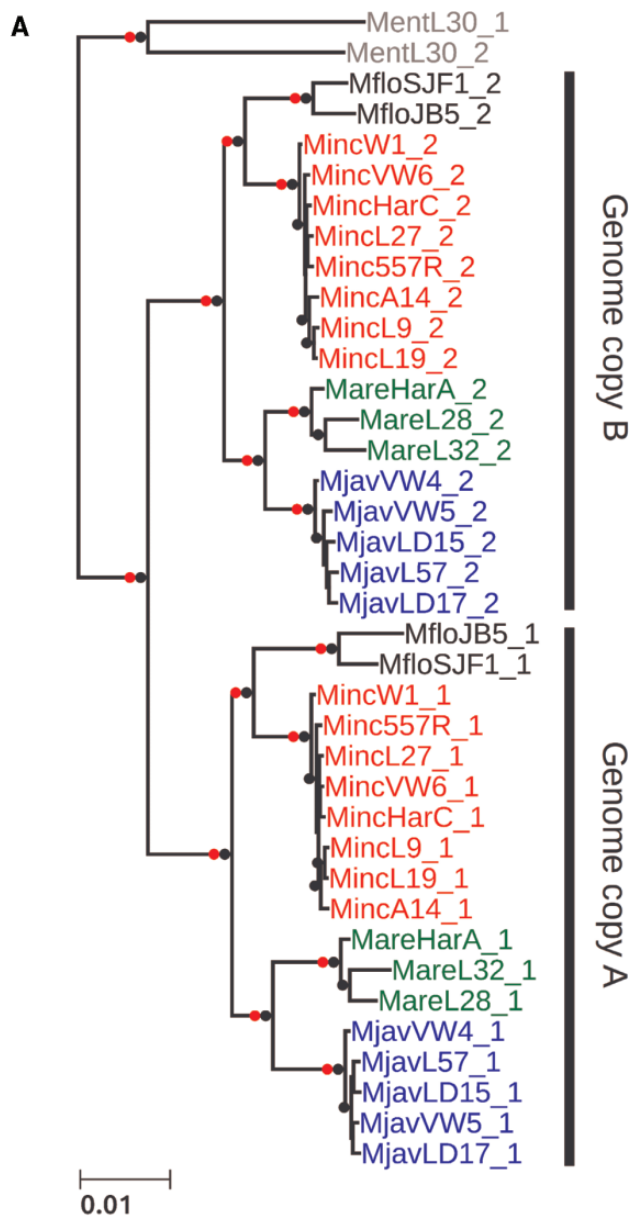 A
MentL30_1
MentL30_2
MfloSJF1_2
MfloJB5_2
MincW1_2
MincVW6_2
MincHarC_2
MincL27_2
Minc557R_2
MincA14_2
MincL9_2
MincL19_2
MareHarA_2
MareL28_2
MareL32_2
MjavVW4_2
MjavVW5_2
MjavLD15_2
MjavL57_2
MjavLD17_2
Genome copy B
MfloJB5_1
MfloSJF1_1
MincW1_1
Minc557R_1
MincL27_1
MincVW6_1
MincHarC_1
MincL9_1
MincL19_1
MincA14_1
MareHarA_1
MareL32_1
MareL28_1
MjavVW4_1
MjavL57_1
MjavLD15_1
MjavVW5_1
MjavLD17_1
Genome copy A
0.01